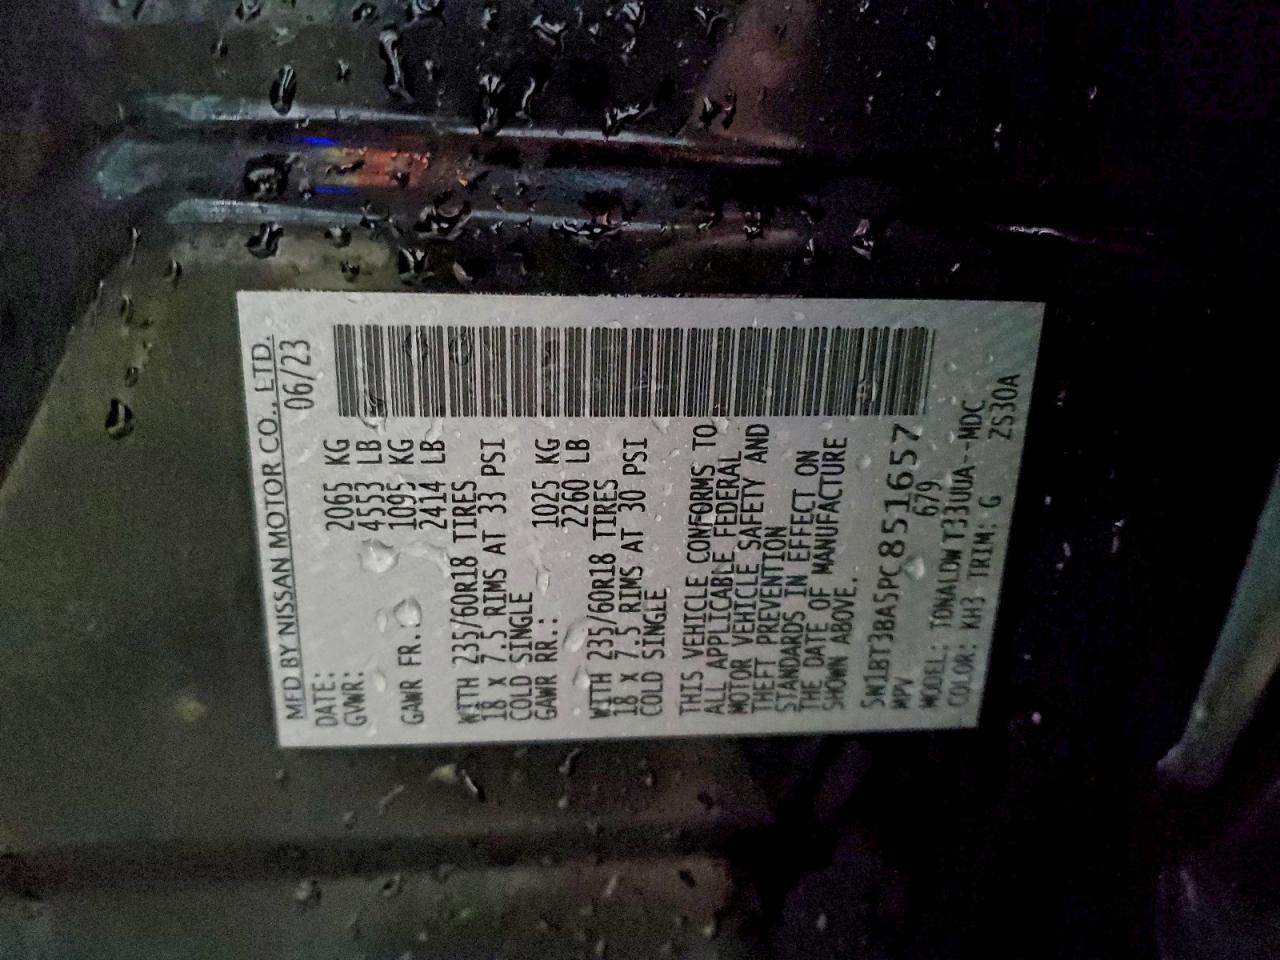 MFD BY NISSAN MOTOR CO., LTD.
DATE: 06/23
GVWR: 2065 KG
4553 LB
GAWR FR.: 1095 KG
2414 LB
WITH 235/60R18 TIRES
18 X 7.5 RIMS AT 33 PSI
COLD SINGLE
GAWR RR.: 1025 KG
2260 LB
WITH 235/60R18 TIRES
18 X 7.5 RIMS AT 30 PSI
COLD SINGLE
THIS VEHICLE CONFORMS TO
ALL APPLICABLE FEDERAL
MOTOR VEHICLE SAFETY AND
THEFT PREVENTION
STANDARDS IN EFFECT ON
THE DATE OF MANUFACTURE
SHOWN ABOVE.
5N1BT3BA5PC851657
MPV 679
MODEL: TONALDWT33UUA--MDC
COLOR: KH3 TRIM: G ZS30A